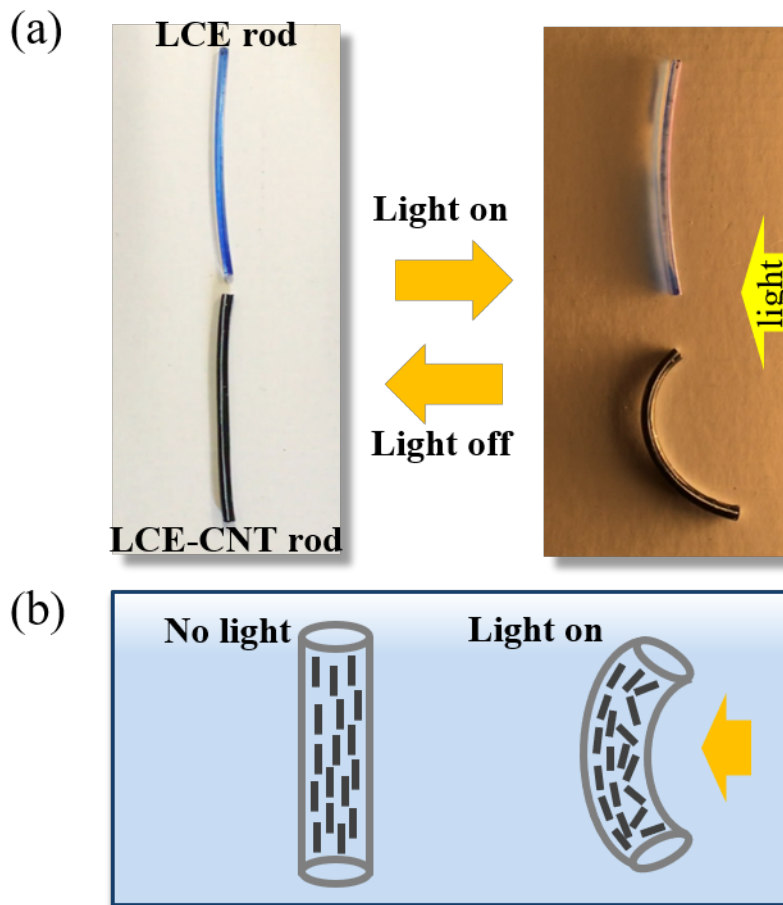 (a)
LCE rod
Light on
light
Light off
LCE-CNT rod
(b)
No light
Light on